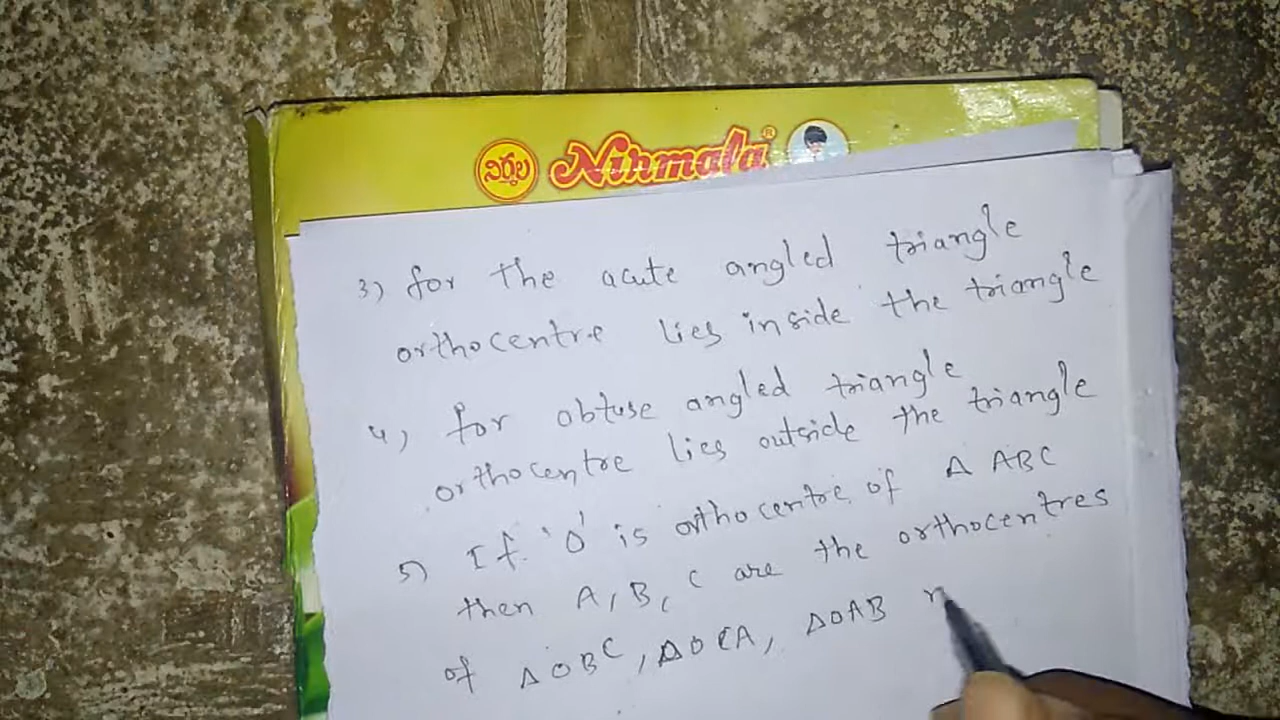 నిర్మల Nirmala®
3) for the acute angled triangle
orthocentre lies inside the triangle
4) for obtuse angled triangle
orthocentre lies outside the triangle
5) If 'O' is orthocentre of Δ ABC
then A, B, C are the orthocentres
of ΔOBC, ΔOCA, ΔOAB r